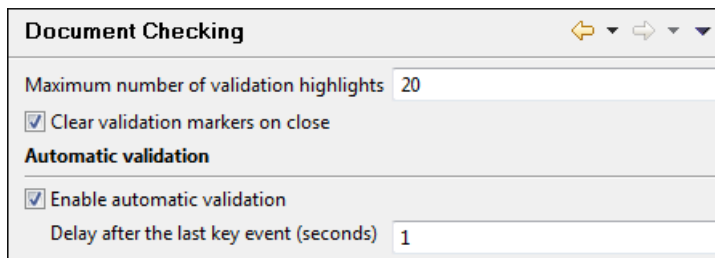 Document Checking
Maximum number of validation highlights 20
Clear validation markers on close
Automatic validation
Enable automatic validation
Delay after the last key event (seconds) 1